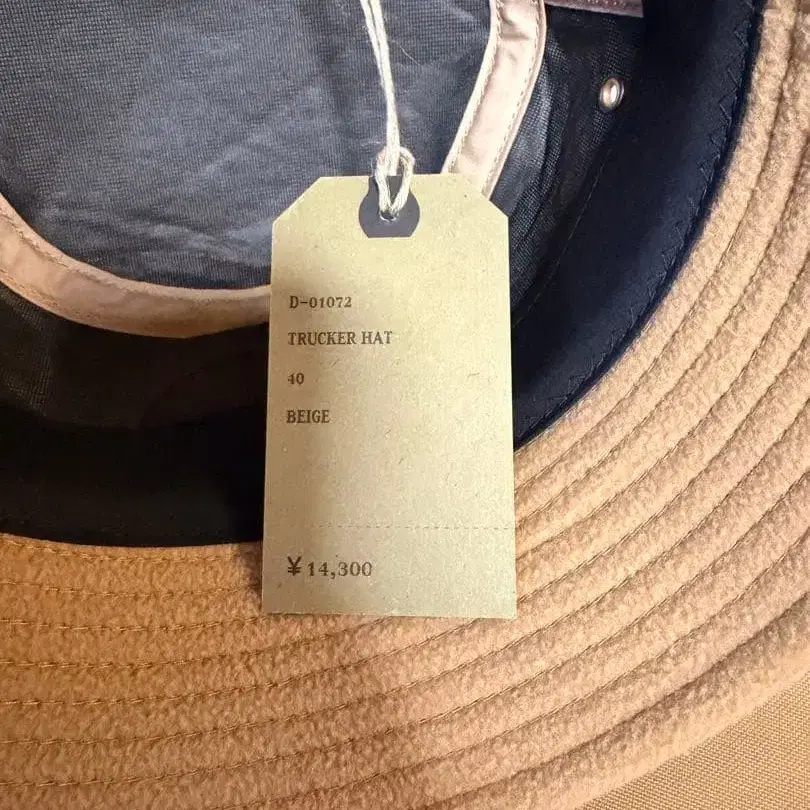 D-01072
TRUCKER HAT
40
BEIGE
¥14,300